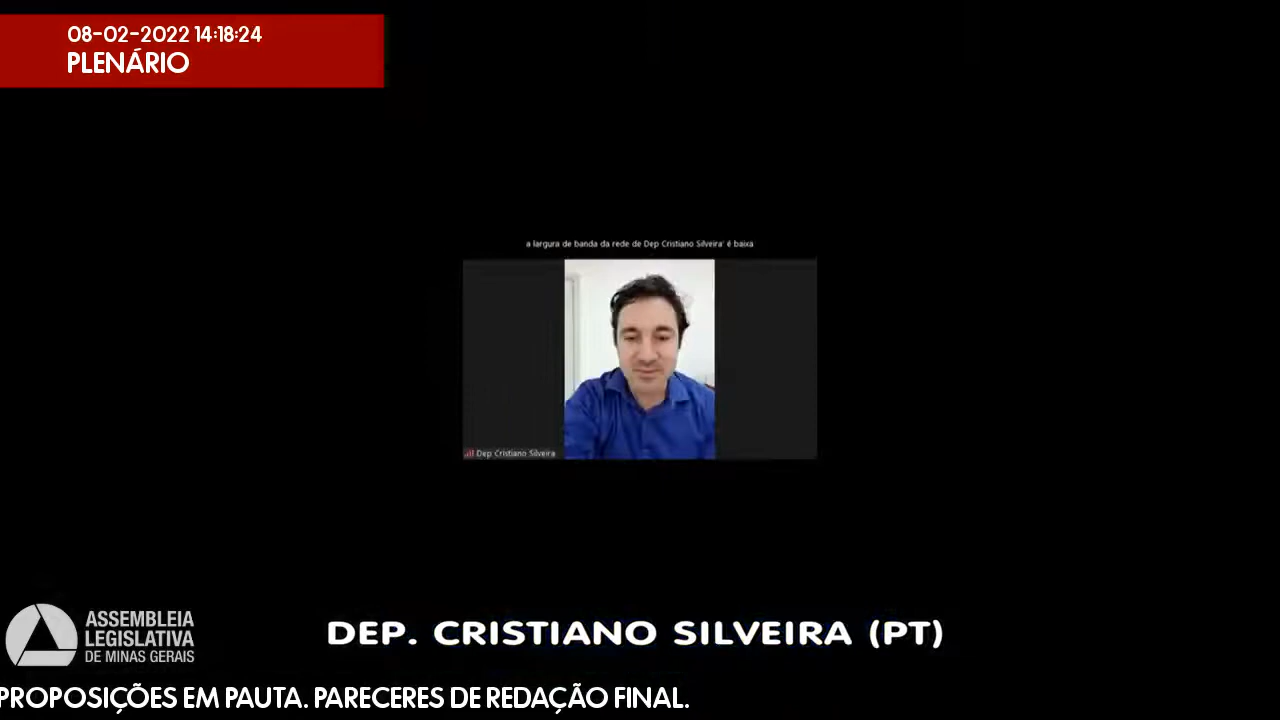 08-02-2022 14:18:24
PLENÁRIO
a largura de banda da rede de Dep Cristiano Silveira' é baixa
Dep Cristiano Silveira
ASSEMBLEIA
LEGISLATIVA
DE MINAS GERAIS
DEP. CRISTIANO SILVEIRA (PT)
PROPOSIÇÕES EM PAUTA. PARECERES DE REDAÇÃO FINAL.